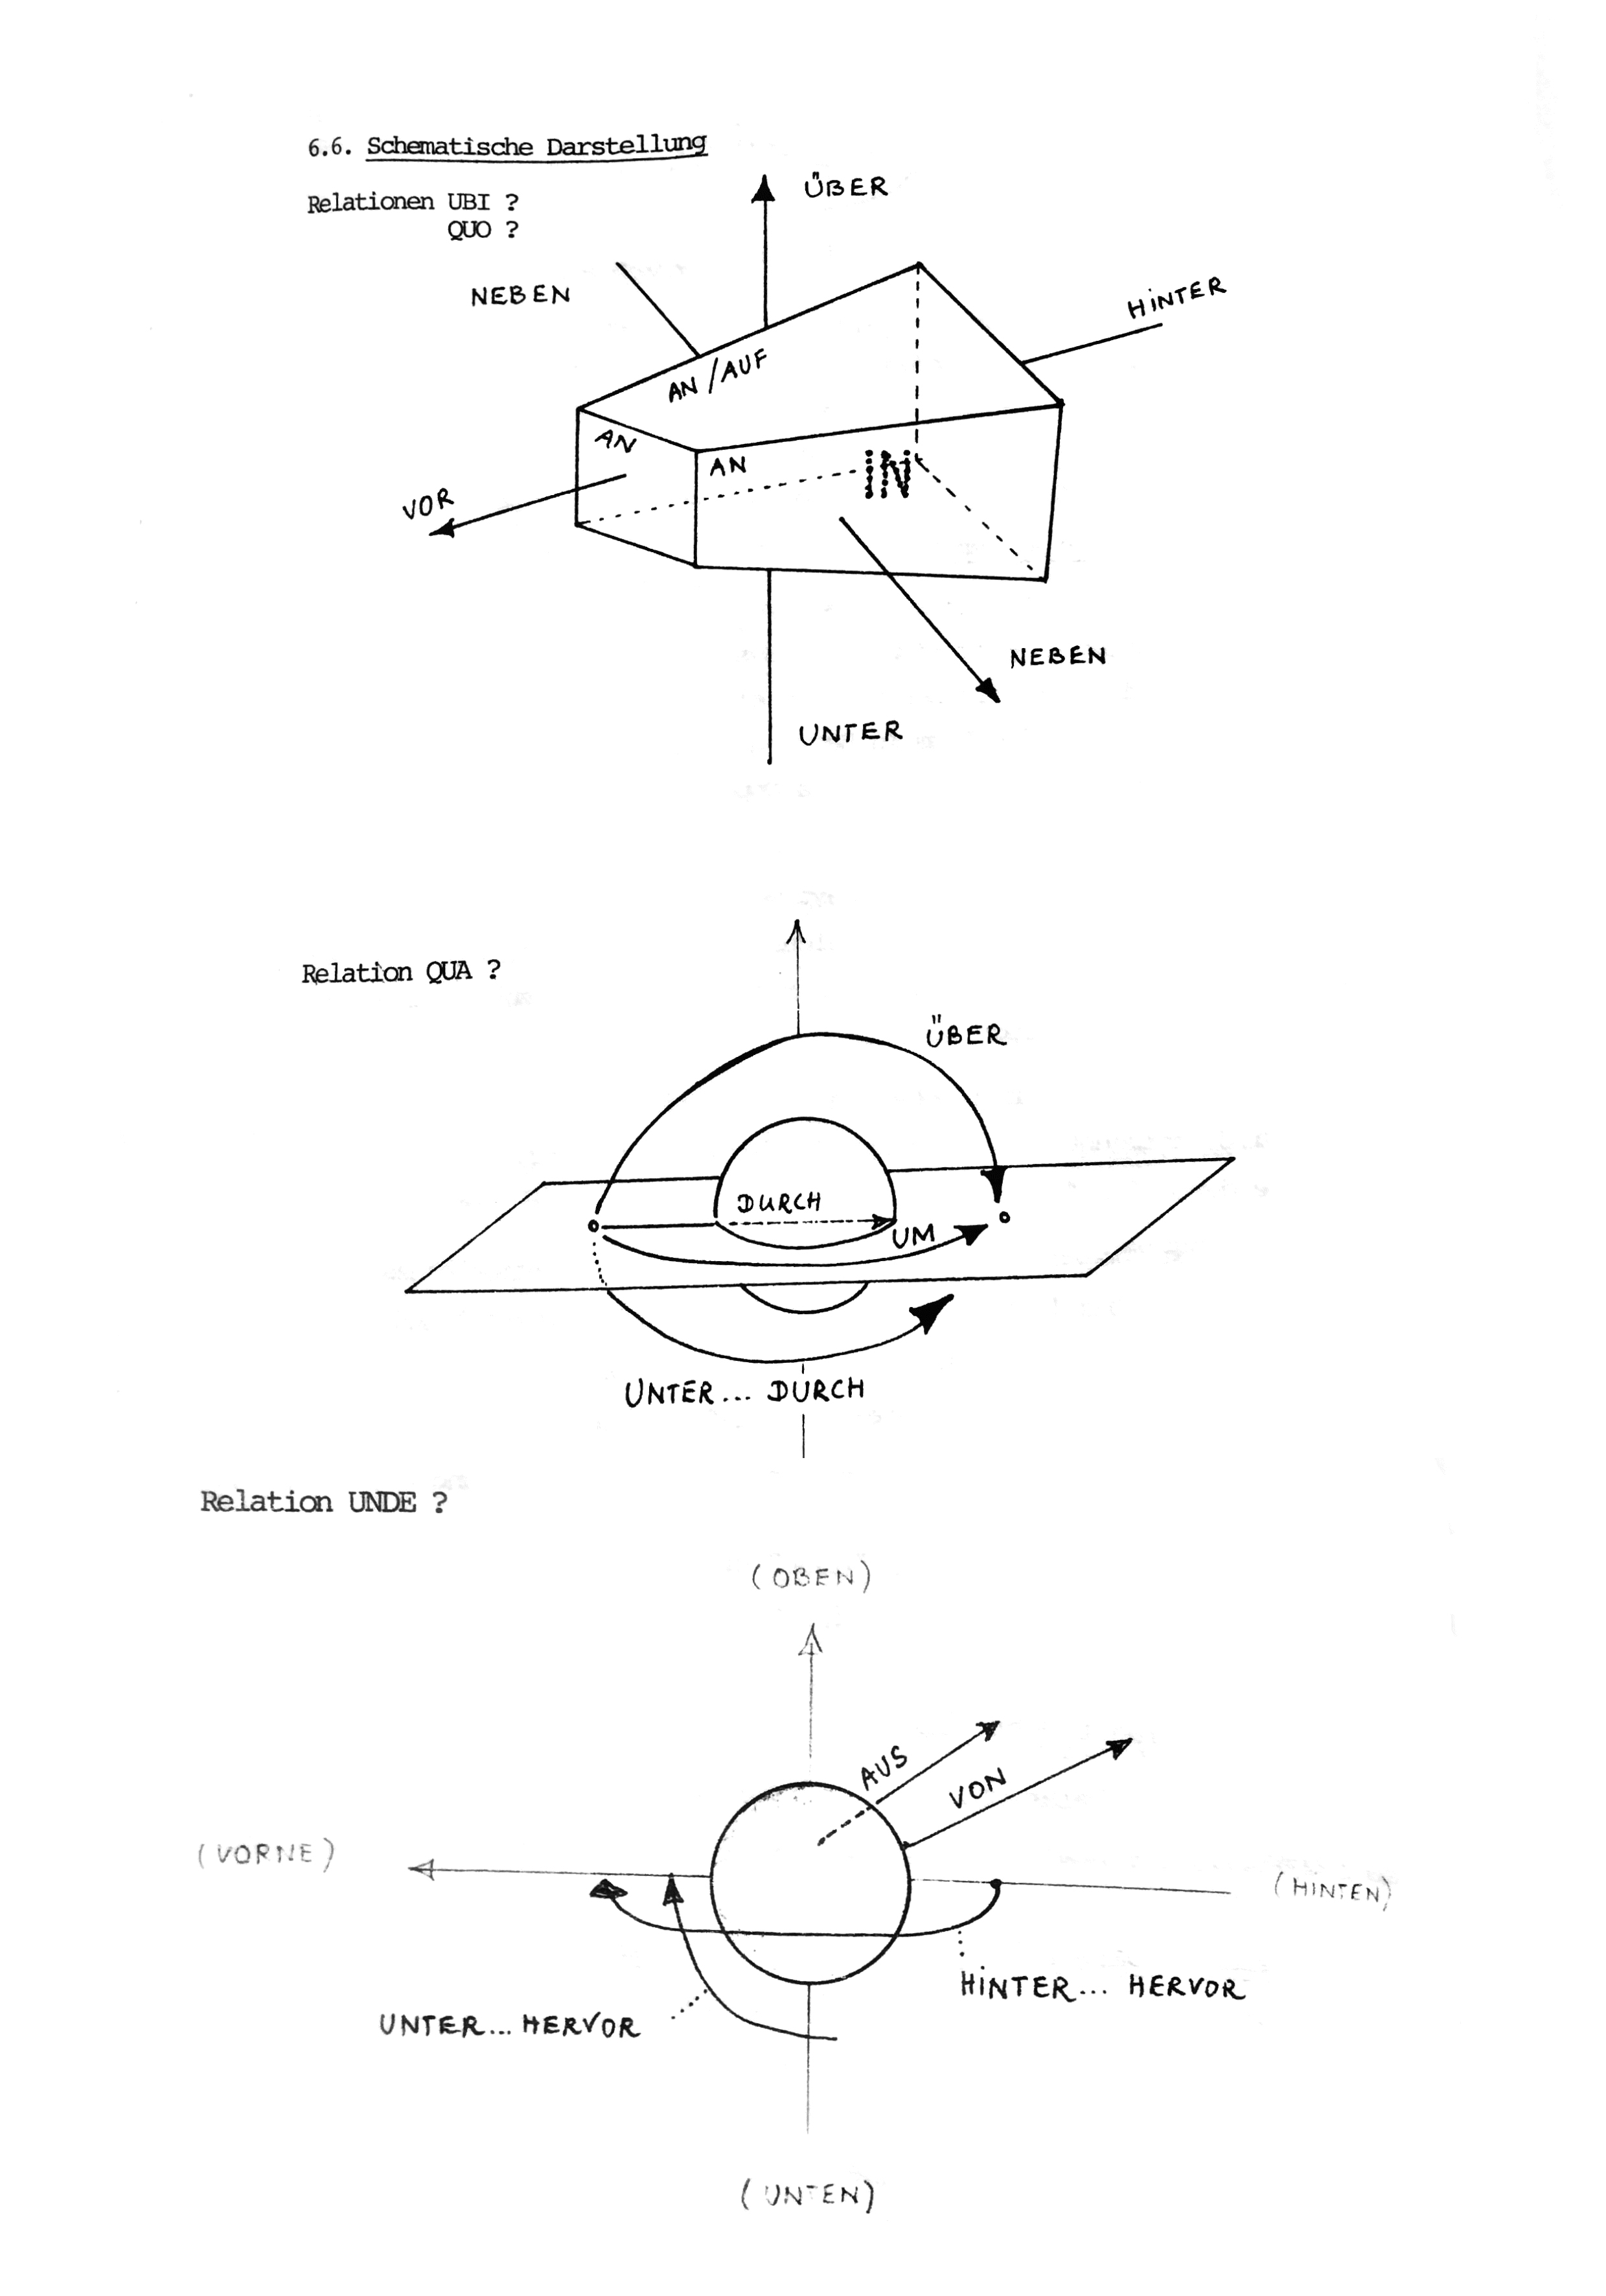 6.6. Schematische Darstellung
Relationen UBI ?
QUO ?
ÜBER
NEBEN
HINTER
AN/AUF
AN
AN
IN
VOR
NEBEN
UNTER
Relation QUA ?
ÜBER
DURCH
UM
UNTER... DURCH
Relation UNDE ?
(OBEN)
AUS
VON
(VORNE)
(HINTEN)
HINTER... HERVOR
UNTER... HERVOR
(UNTEN)